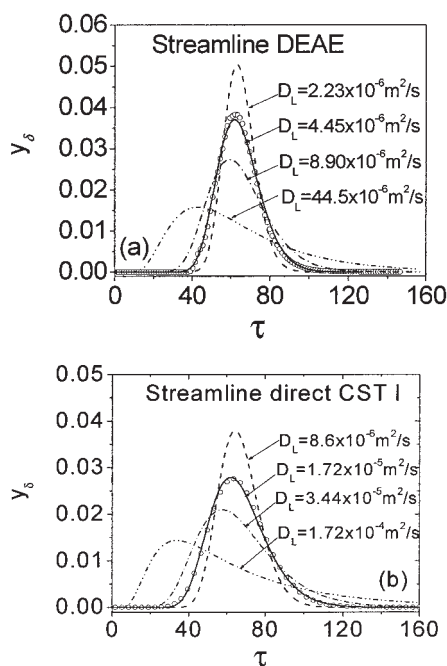 Streamline DEAE
0.05
0.04
0.03
0.02
0.01
0.00
y_δ
D_L=2.23x10^-6 m^2/s
D_L=4.45x10^-6 m^2/s
D_L=8.90x10^-6 m^2/s
D_L=44.5x10^-6 m^2/s
(a)
0 40 80 120 160
τ
Streamline direct CST I
0.05
0.04
0.03
0.02
0.01
0.00
y_δ
D_L=8.6x10^-6 m^2/s
D_L=1.72x10^-5 m^2/s
D_L=3.44x10^-5 m^2/s
D_L=1.72x10^-4 m^2/s
(b)
0 40 80 120 160
τ